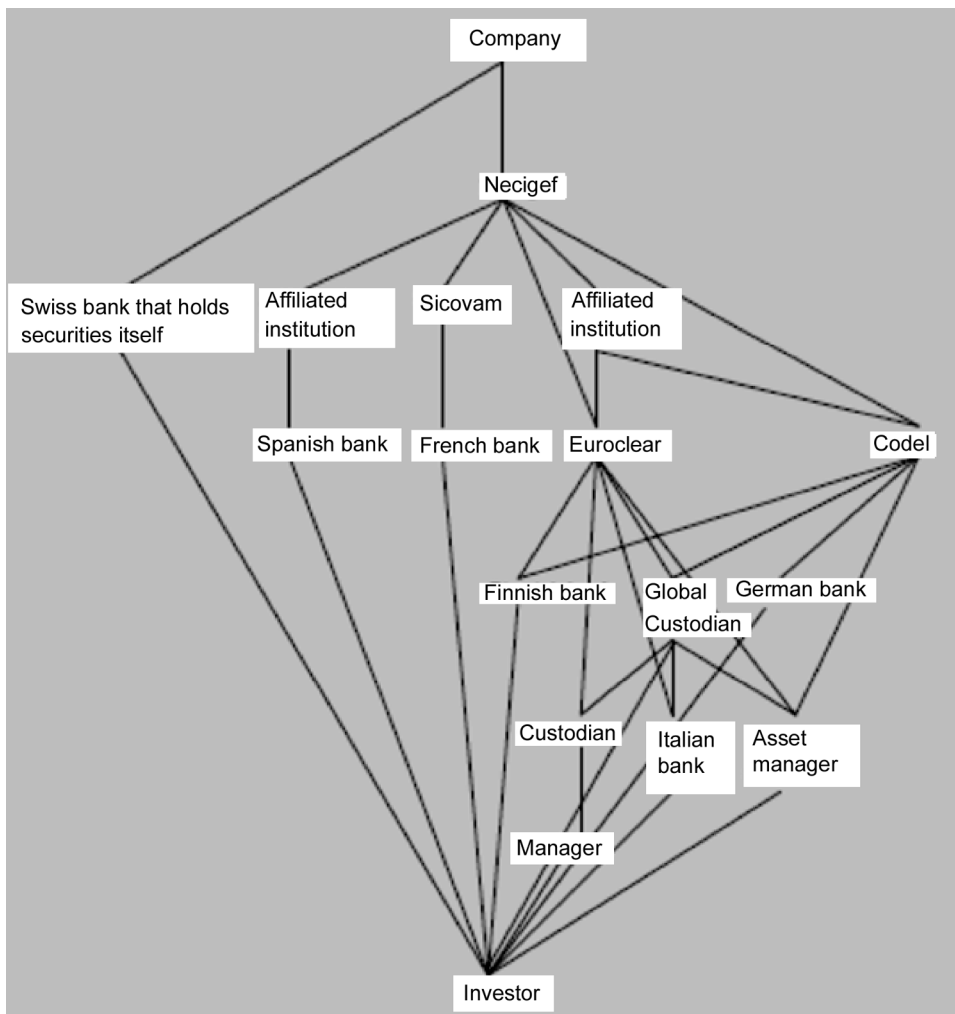 Company
Necigef
Swiss bank that holds
securities itself
Affiliated
institution
Sicovam
Affiliated
institution
Spanish bank
French bank
Euroclear
Codel
Finnish bank
Global
Custodian
German bank
Custodian
Italian
bank
Asset
manager
Manager
Investor